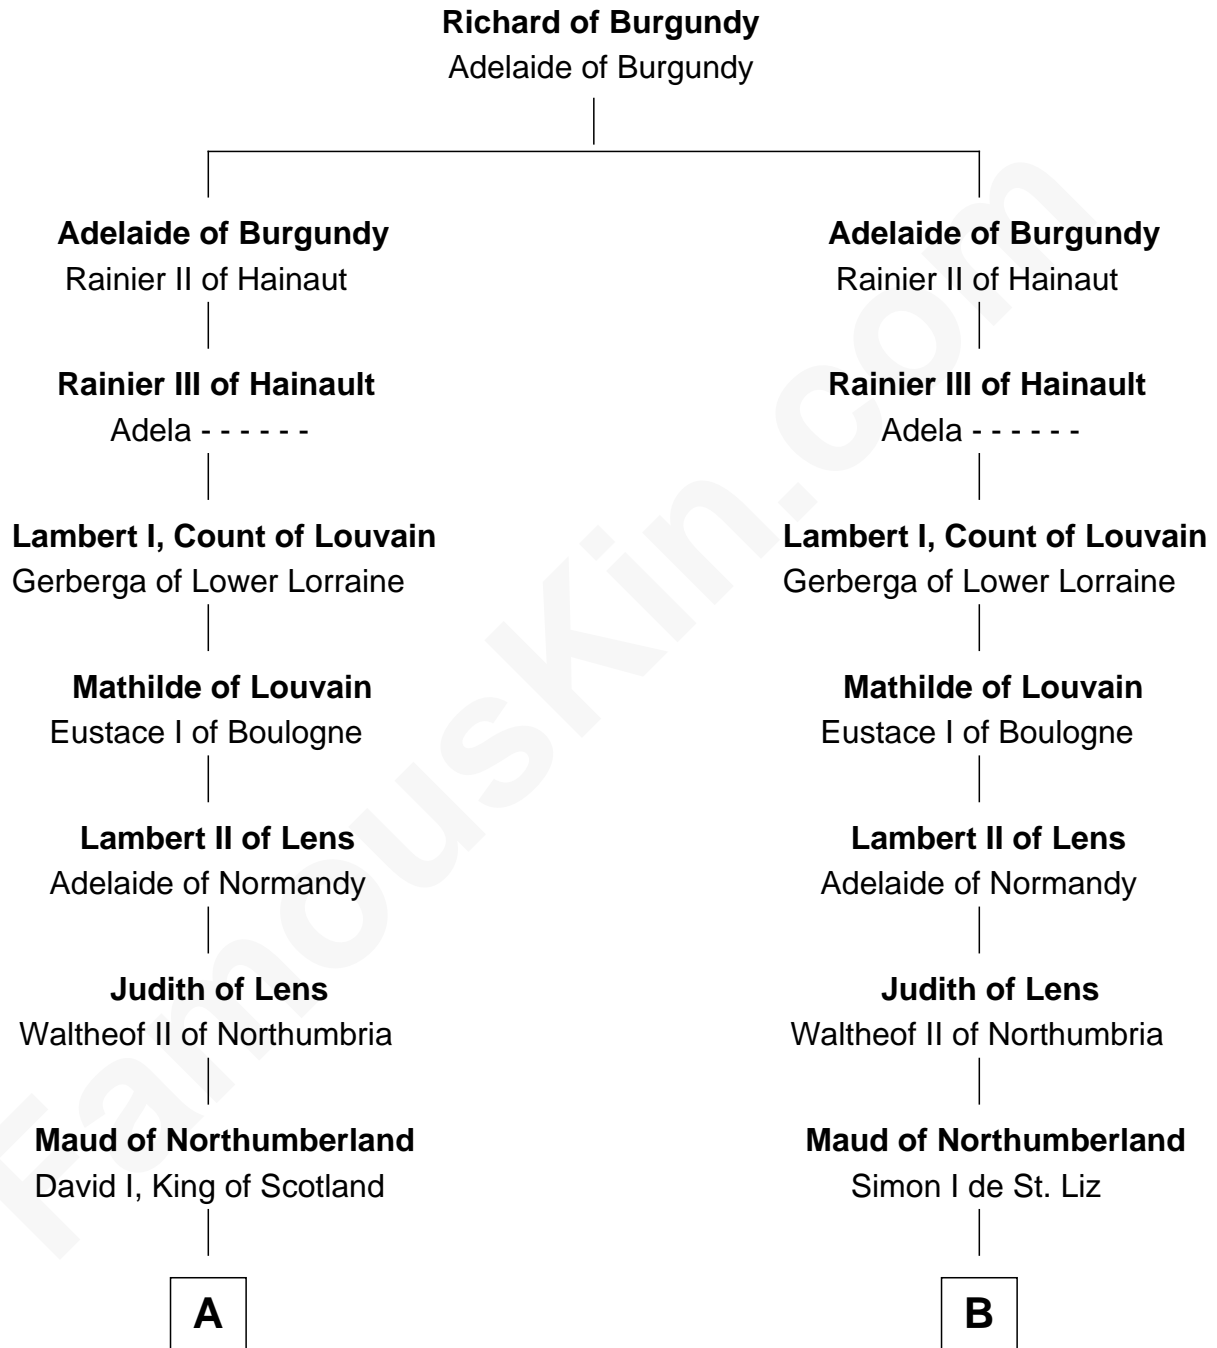 Richard of Burgundy
Adelaide of Burgundy
Adelaide of Burgundy
Rainier II of Hainaut
Adelaide of Burgundy
Rainier II of Hainaut
Rainier III of Hainault
Adela - - - - - -
Rainier III of Hainault
Adela - - - - - -
Lambert I, Count of Louvain
Gerberga of Lower Lorraine
Lambert I, Count of Louvain
Gerberga of Lower Lorraine
Mathilde of Louvain
Eustace I of Boulogne
Mathilde of Louvain
Eustace I of Boulogne
Lambert II of Lens
Adelaide of Normandy
Lambert II of Lens
Adelaide of Normandy
Judith of Lens
Waltheof II of Northumbria
Judith of Lens
Waltheof II of Northumbria
Maud of Northumberland
David I, King of Scotland
Maud of Northumberland
Simon I de St. Liz
A
B
FamousKin.com